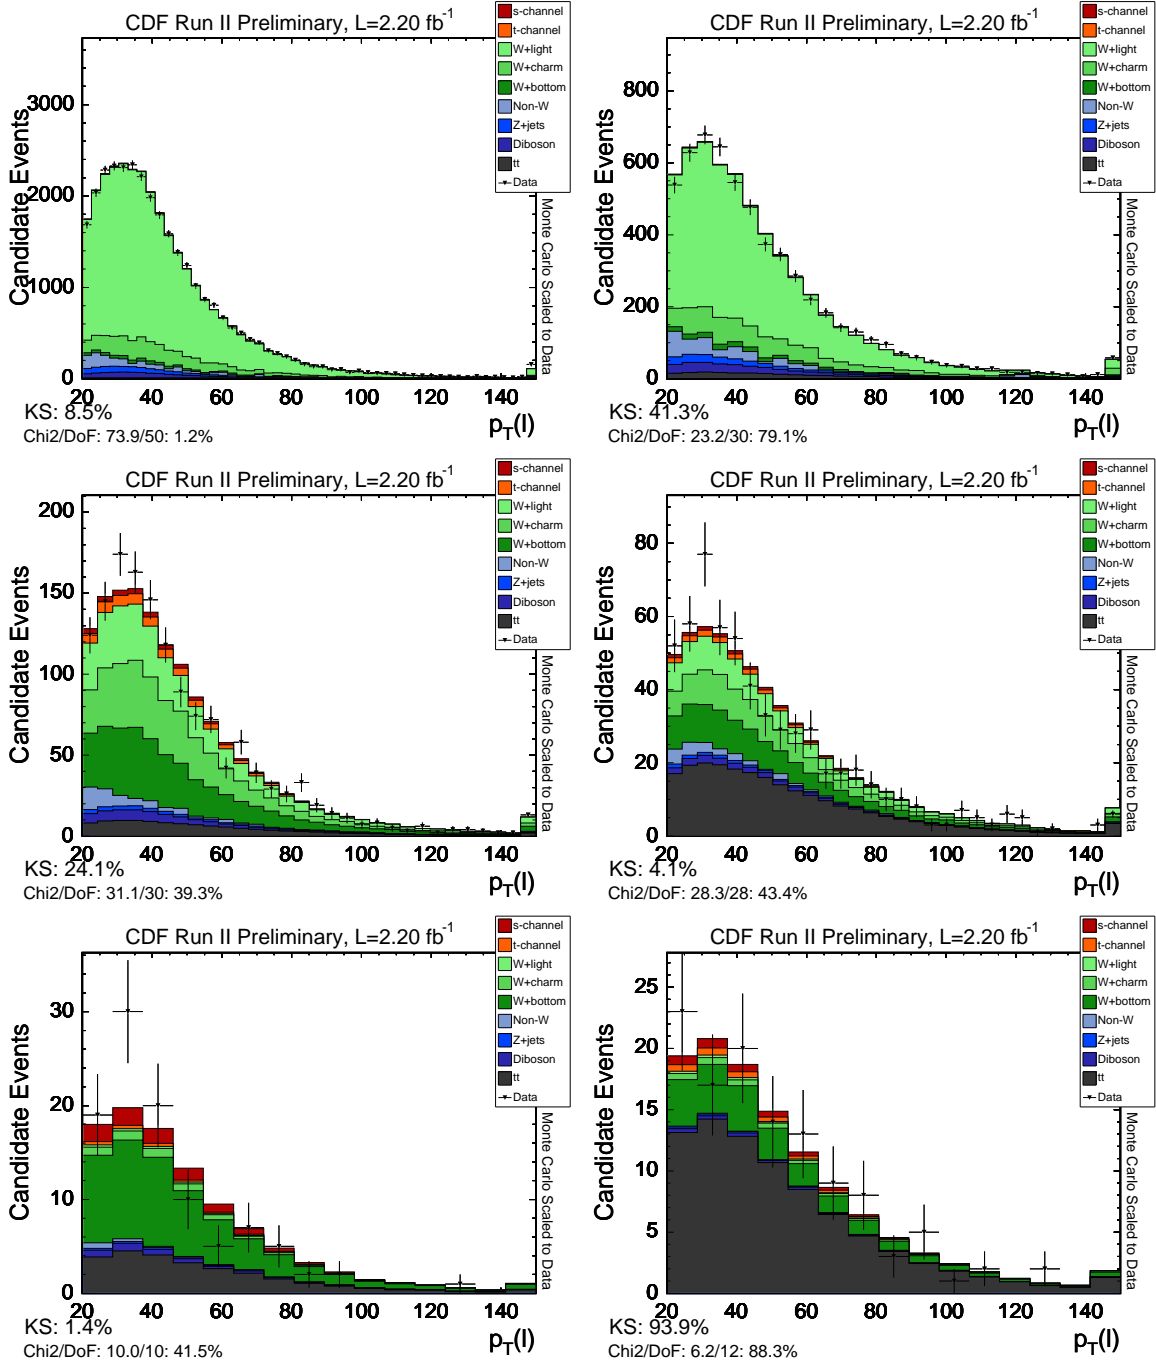 CDF Run II Preliminary, L=2.20 fb-1
s-channel
t-channel
W+light
W+charm
W+bottom
Non-W
Z+jets
Diboson
tt
Data
Candidate Events
3000
2000
1000
0
20 40 60 80 100 120 140
Monte Carlo Scaled to Data
pT(l)
KS: 8.5%
Chi2/DoF: 73.9/50: 1.2%
CDF Run II Preliminary, L=2.20 fb-1
s-channel
t-channel
W+light
W+charm
W+bottom
Non-W
Z+jets
Diboson
tt
Data
Candidate Events
800
600
400
200
0
20 40 60 80 100 120 140
Monte Carlo Scaled to Data
pT(l)
KS: 41.3%
Chi2/DoF: 23.2/30: 79.1%
CDF Run II Preliminary, L=2.20 fb-1
s-channel
t-channel
W+light
W+charm
W+bottom
Non-W
Z+jets
Diboson
tt
Data
Candidate Events
200
150
100
50
0
20 40 60 80 100 120 140
Monte Carlo Scaled to Data
pT(l)
KS: 24.1%
Chi2/DoF: 31.1/30: 39.3%
CDF Run II Preliminary, L=2.20 fb-1
s-channel
t-channel
W+light
W+charm
W+bottom
Non-W
Z+jets
Diboson
tt
Data
Candidate Events
80
60
40
20
0
20 40 60 80 100 120 140
Monte Carlo Scaled to Data
pT(l)
KS: 4.1%
Chi2/DoF: 28.3/28: 43.4%
CDF Run II Preliminary, L=2.20 fb-1
s-channel
t-channel
W+light
W+charm
W+bottom
Non-W
Z+jets
Diboson
tt
Data
Candidate Events
30
20
10
0
20 40 60 80 100 120 140
Monte Carlo Scaled to Data
pT(l)
KS: 1.4%
Chi2/DoF: 10.0/10: 41.5%
CDF Run II Preliminary, L=2.20 fb-1
s-channel
t-channel
W+light
W+charm
W+bottom
Non-W
Z+jets
Diboson
tt
Data
Candidate Events
25
20
15
10
5
0
20 40 60 80 100 120 140
Monte Carlo Scaled to Data
pT(l)
KS: 93.9%
Chi2/DoF: 6.2/12: 88.3%